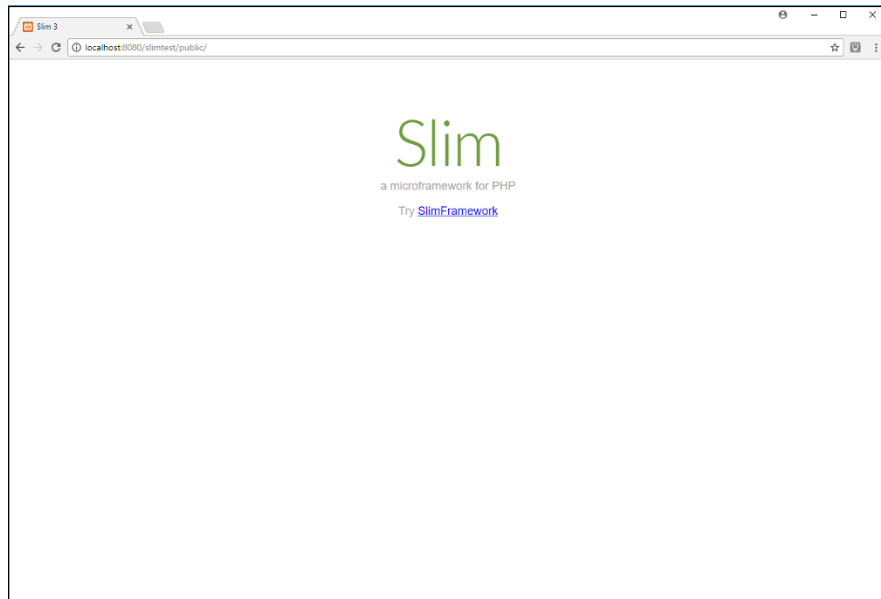 Slim 3
localhost:8080/slimtest/public/
Slim
a microframework for PHP
Try SlimFramework